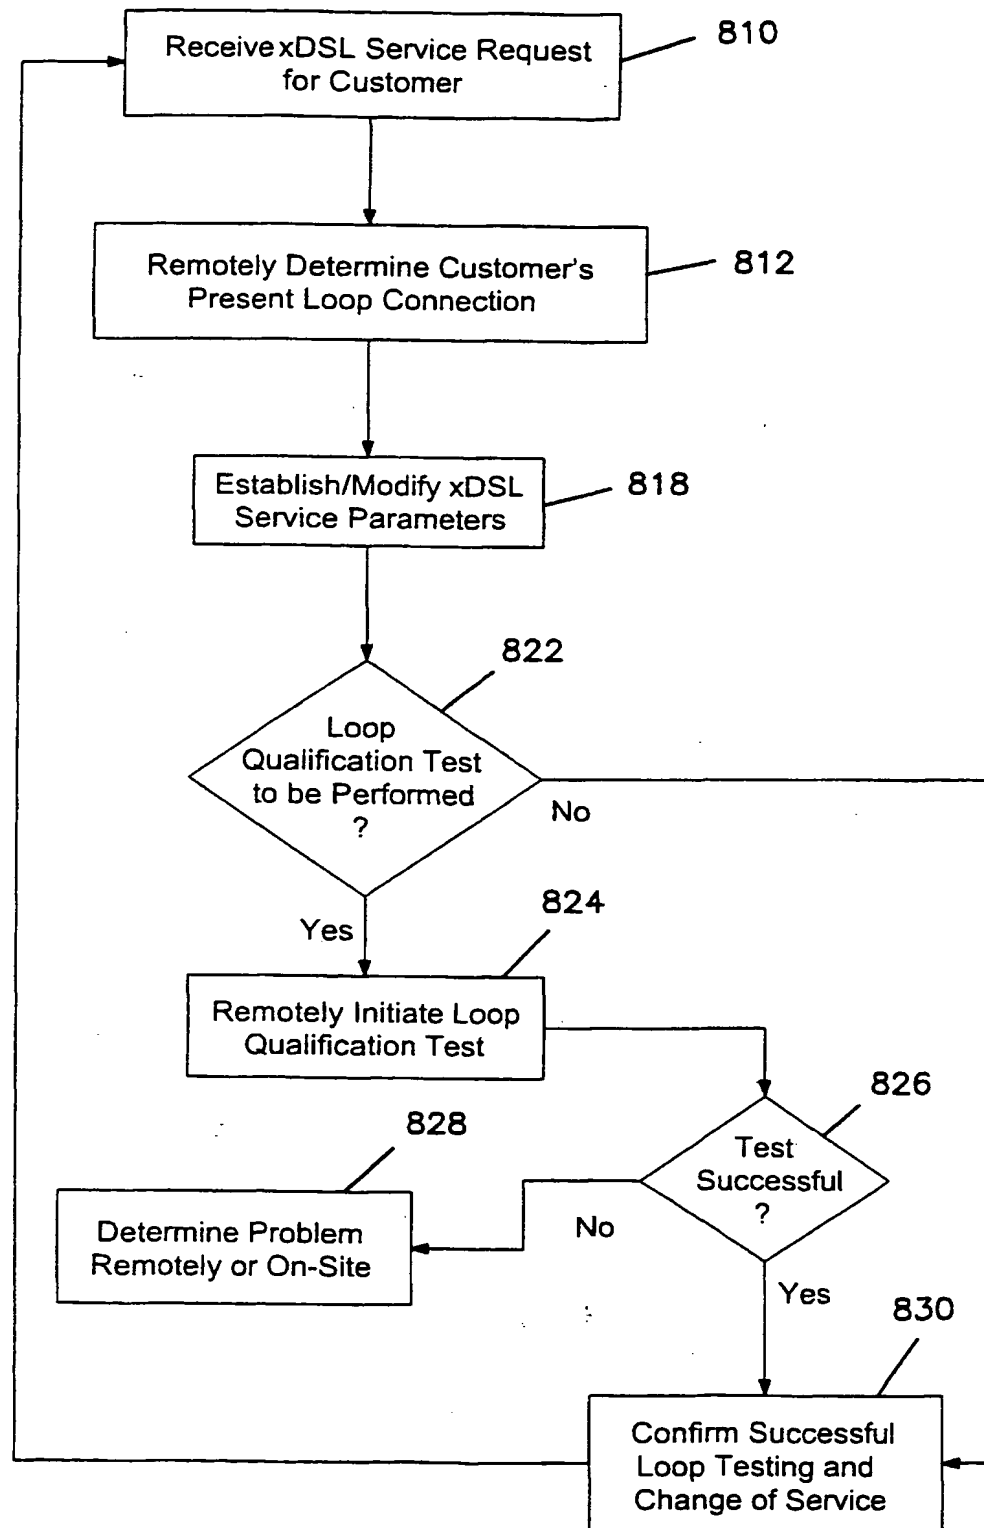 Receive xDSL Service Request
for Customer
810
Remotely Determine Customer's
Present Loop Connection
812
Establish/Modify xDSL
Service Parameters
818
822
Loop
Qualification Test
to be Performed
?
No
Yes
824
Remotely Initiate Loop
Qualification Test
826
Test
Successful
?
828
No
Determine Problem
Remotely or On-Site
Yes
830
Confirm Successful
Loop Testing and
Change of Service